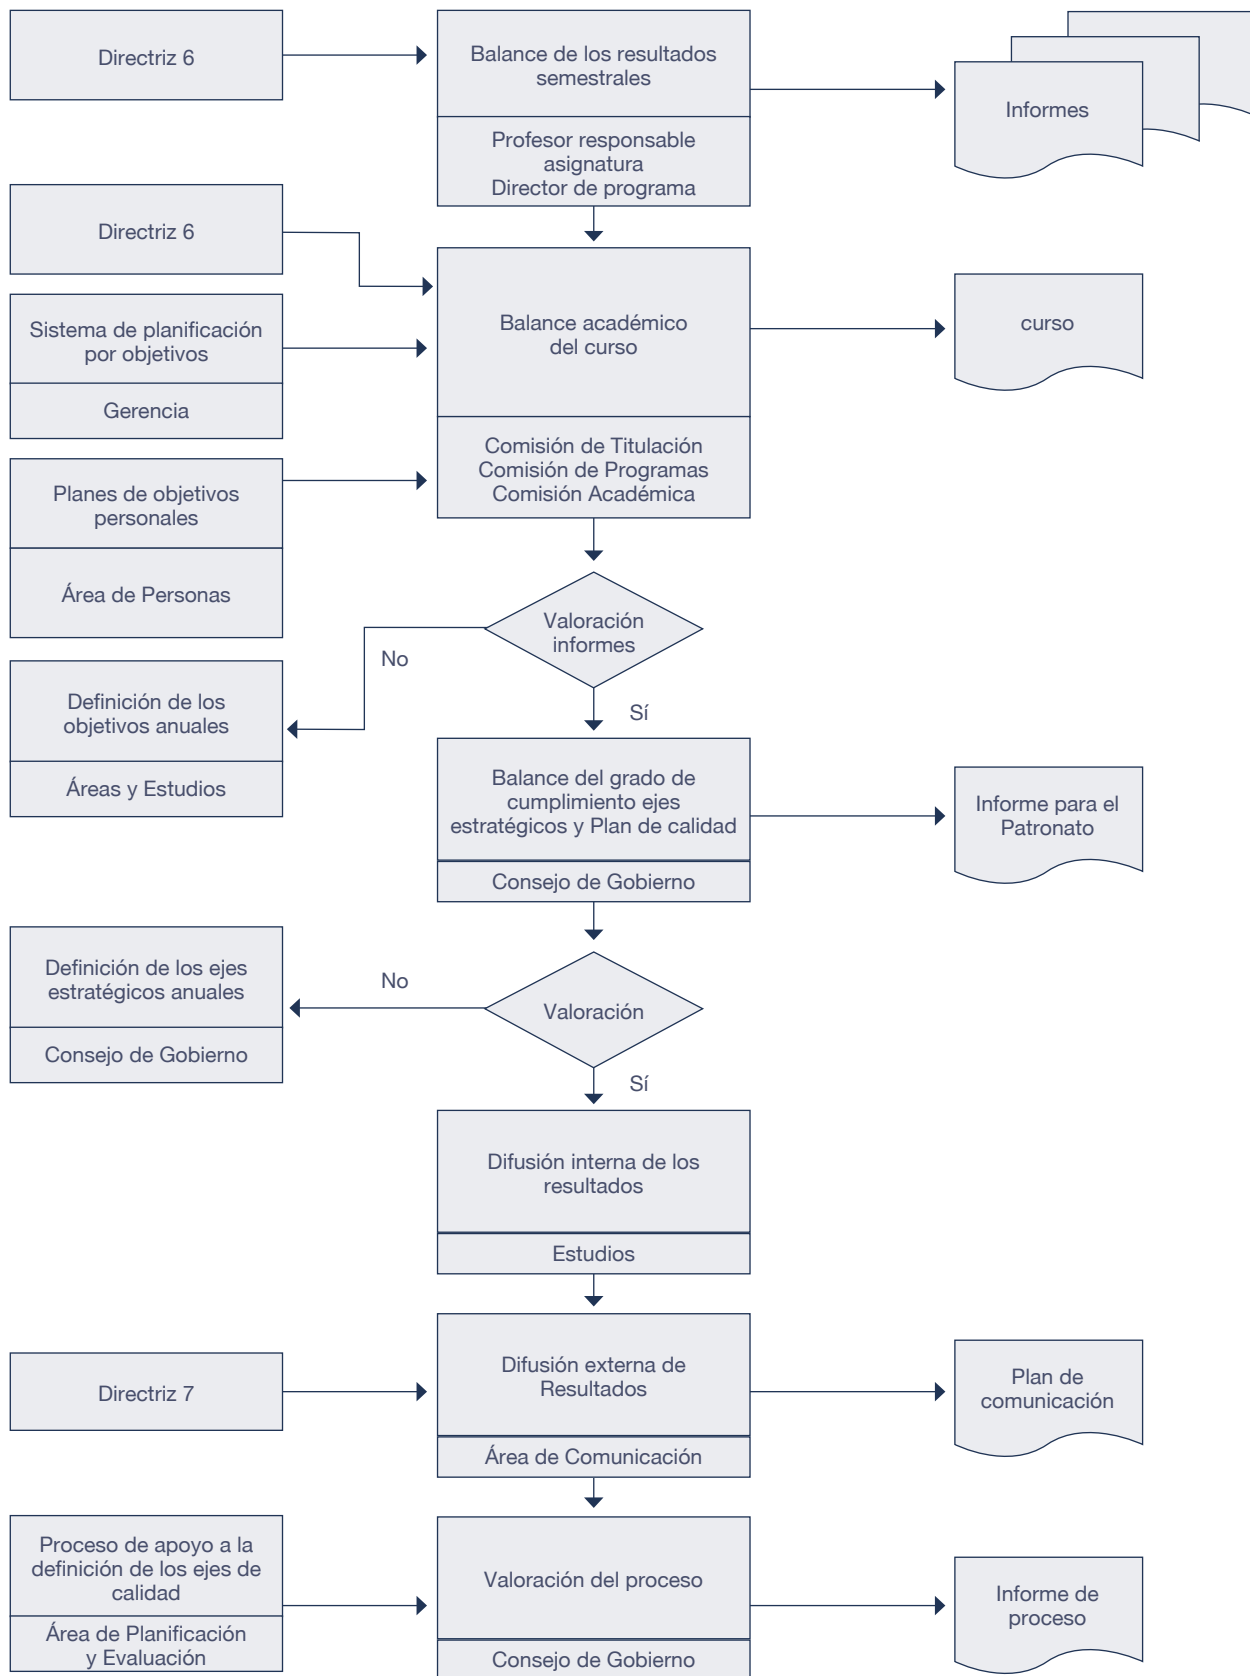 Directriz 6
Balance de los resultados
semestrales
Informes
Profesor responsable
asignatura
Director de programa
Directriz 6
Sistema de planificación
por objetivos
Gerencia
Balance académico
del curso
curso
Comisión de Titulación
Comisión de Programas
Comisión Académica
Planes de objetivos
personales
Área de Personas
Valoración
informes
No
Sí
Definición de los
objetivos anuales
Áreas y Estudios
Balance del grado de
cumplimiento ejes
estratégicos y Plan de calidad
Consejo de Gobierno
Informe para el
Patronato
Definición de los ejes
estratégicos anuales
Consejo de Gobierno
No
Valoración
Sí
Difusión interna de los
resultados
Estudios
Directriz 7
Difusión externa de
Resultados
Área de Comunicación
Plan de
comunicación
Proceso de apoyo a la
definición de los ejes de
calidad
Área de Planificación
y Evaluación
Valoración del proceso
Consejo de Gobierno
Informe de
proceso